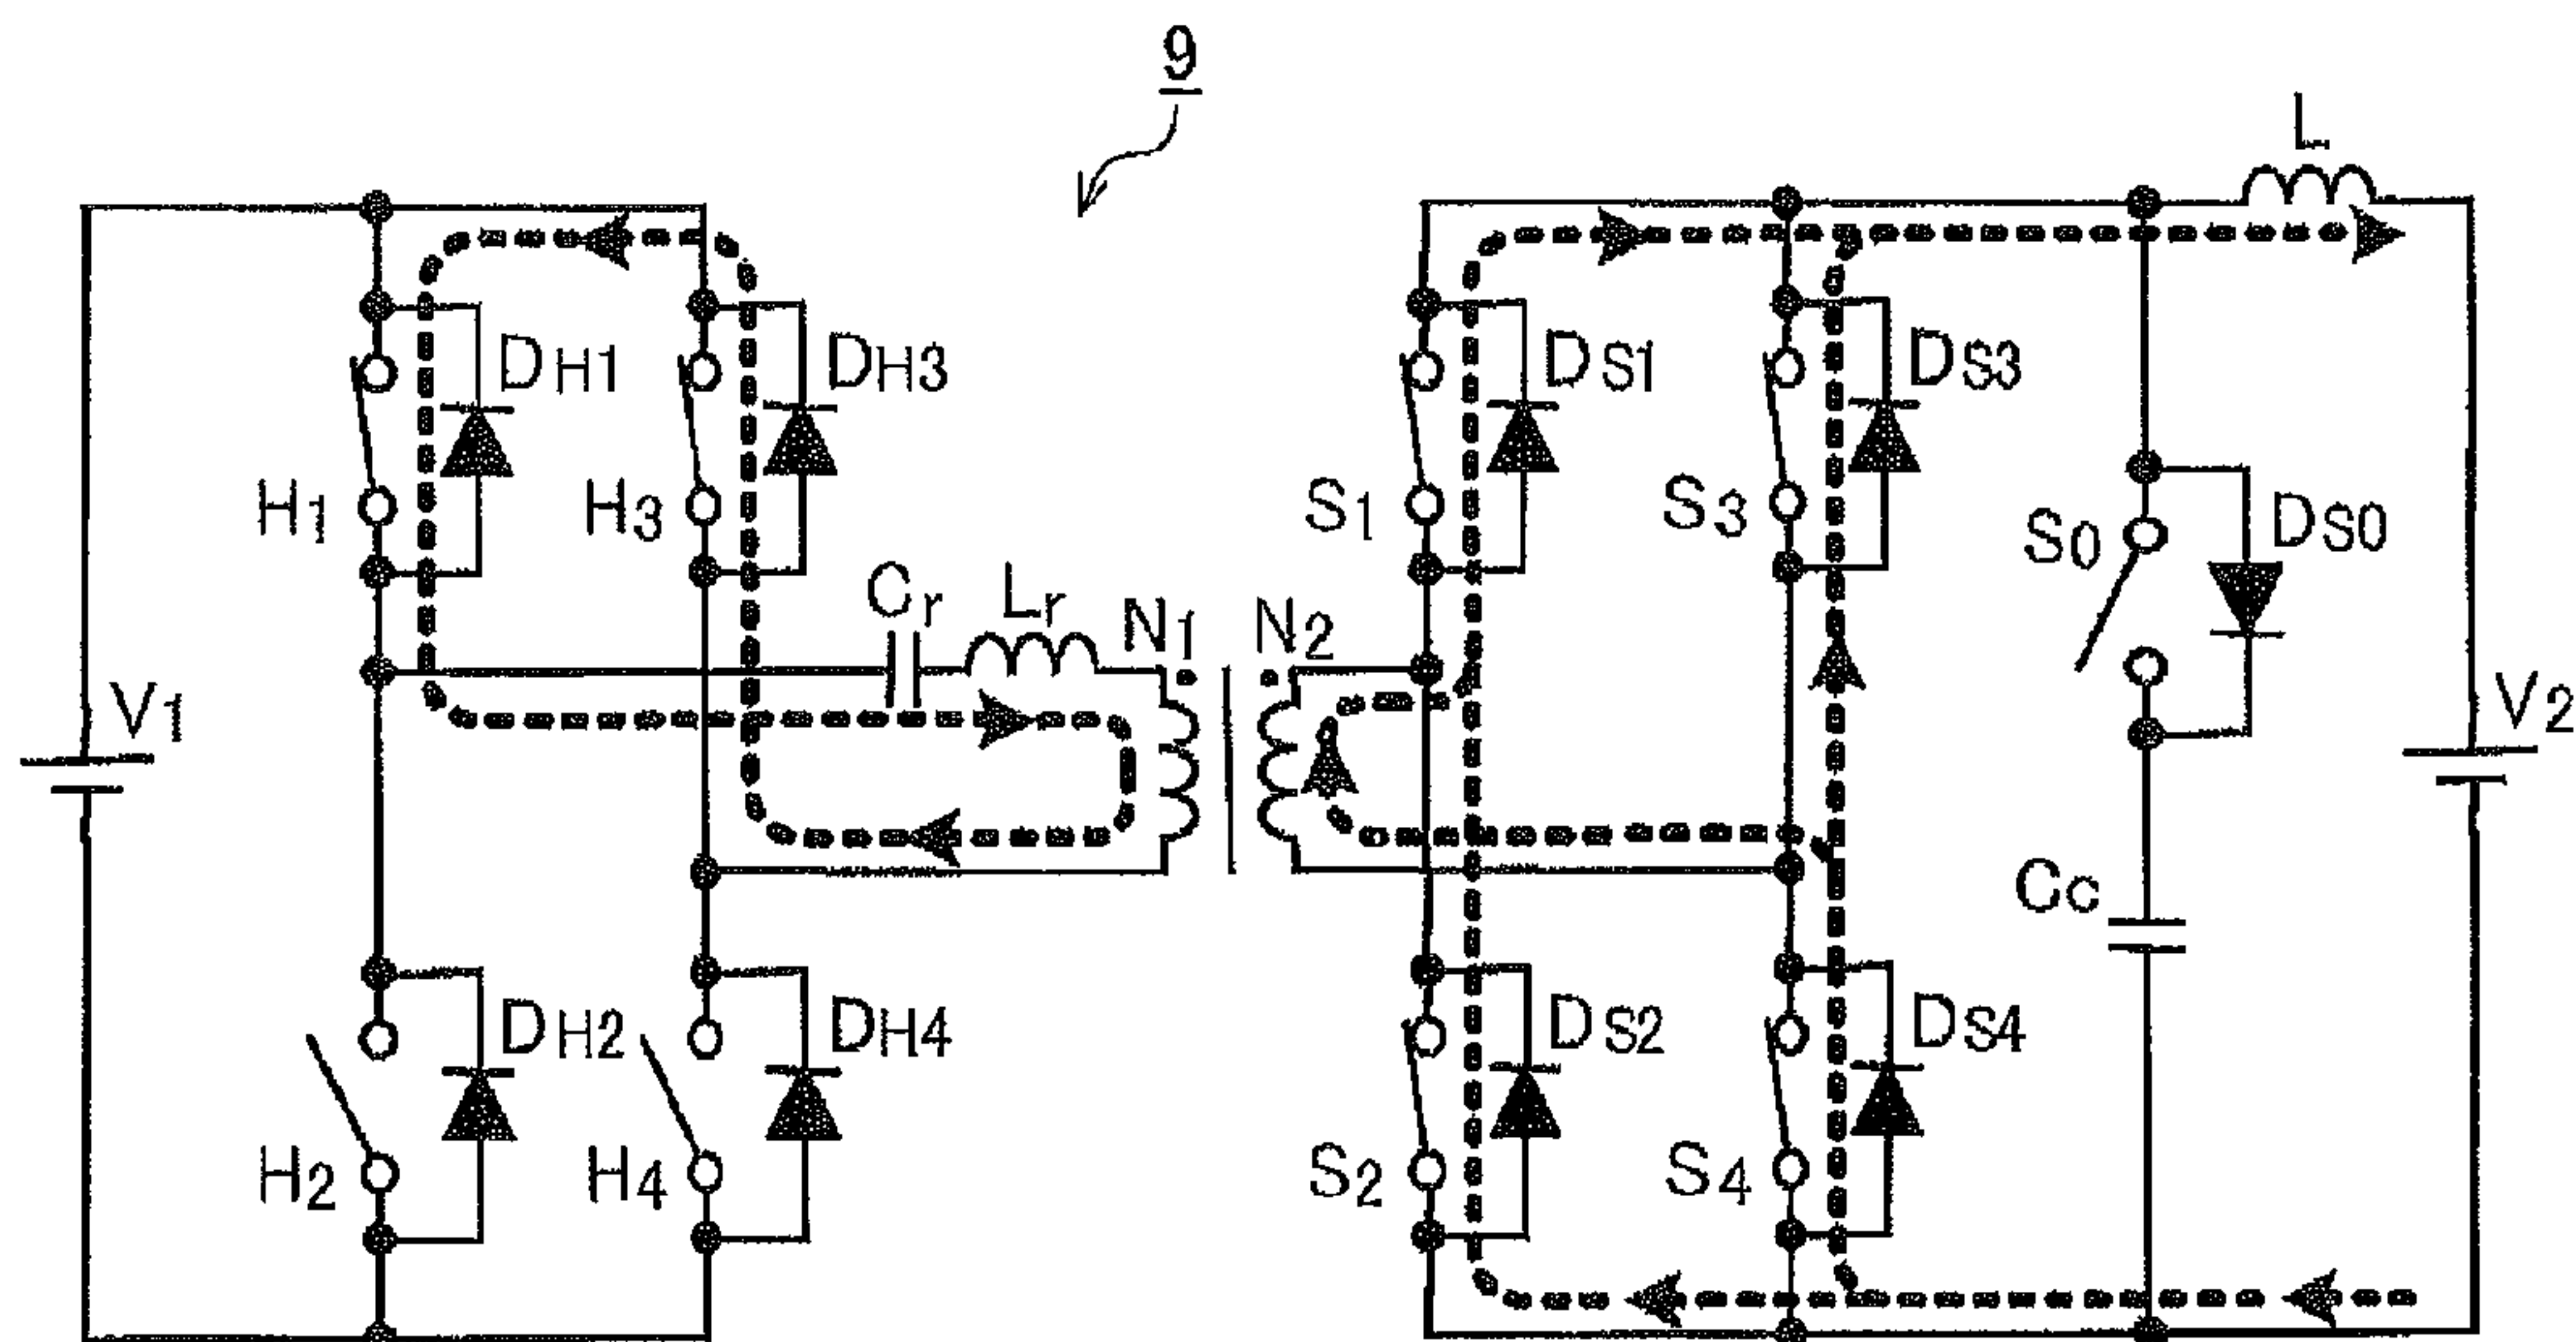 9
L
DH1
DH3
DS1
DS3
H1
H3
S1
S3
S0
DS0
Cr
Lr
N1
N2
V1
V2
Cc
DH2
DH4
DS2
DS4
H2
H4
S2
S4